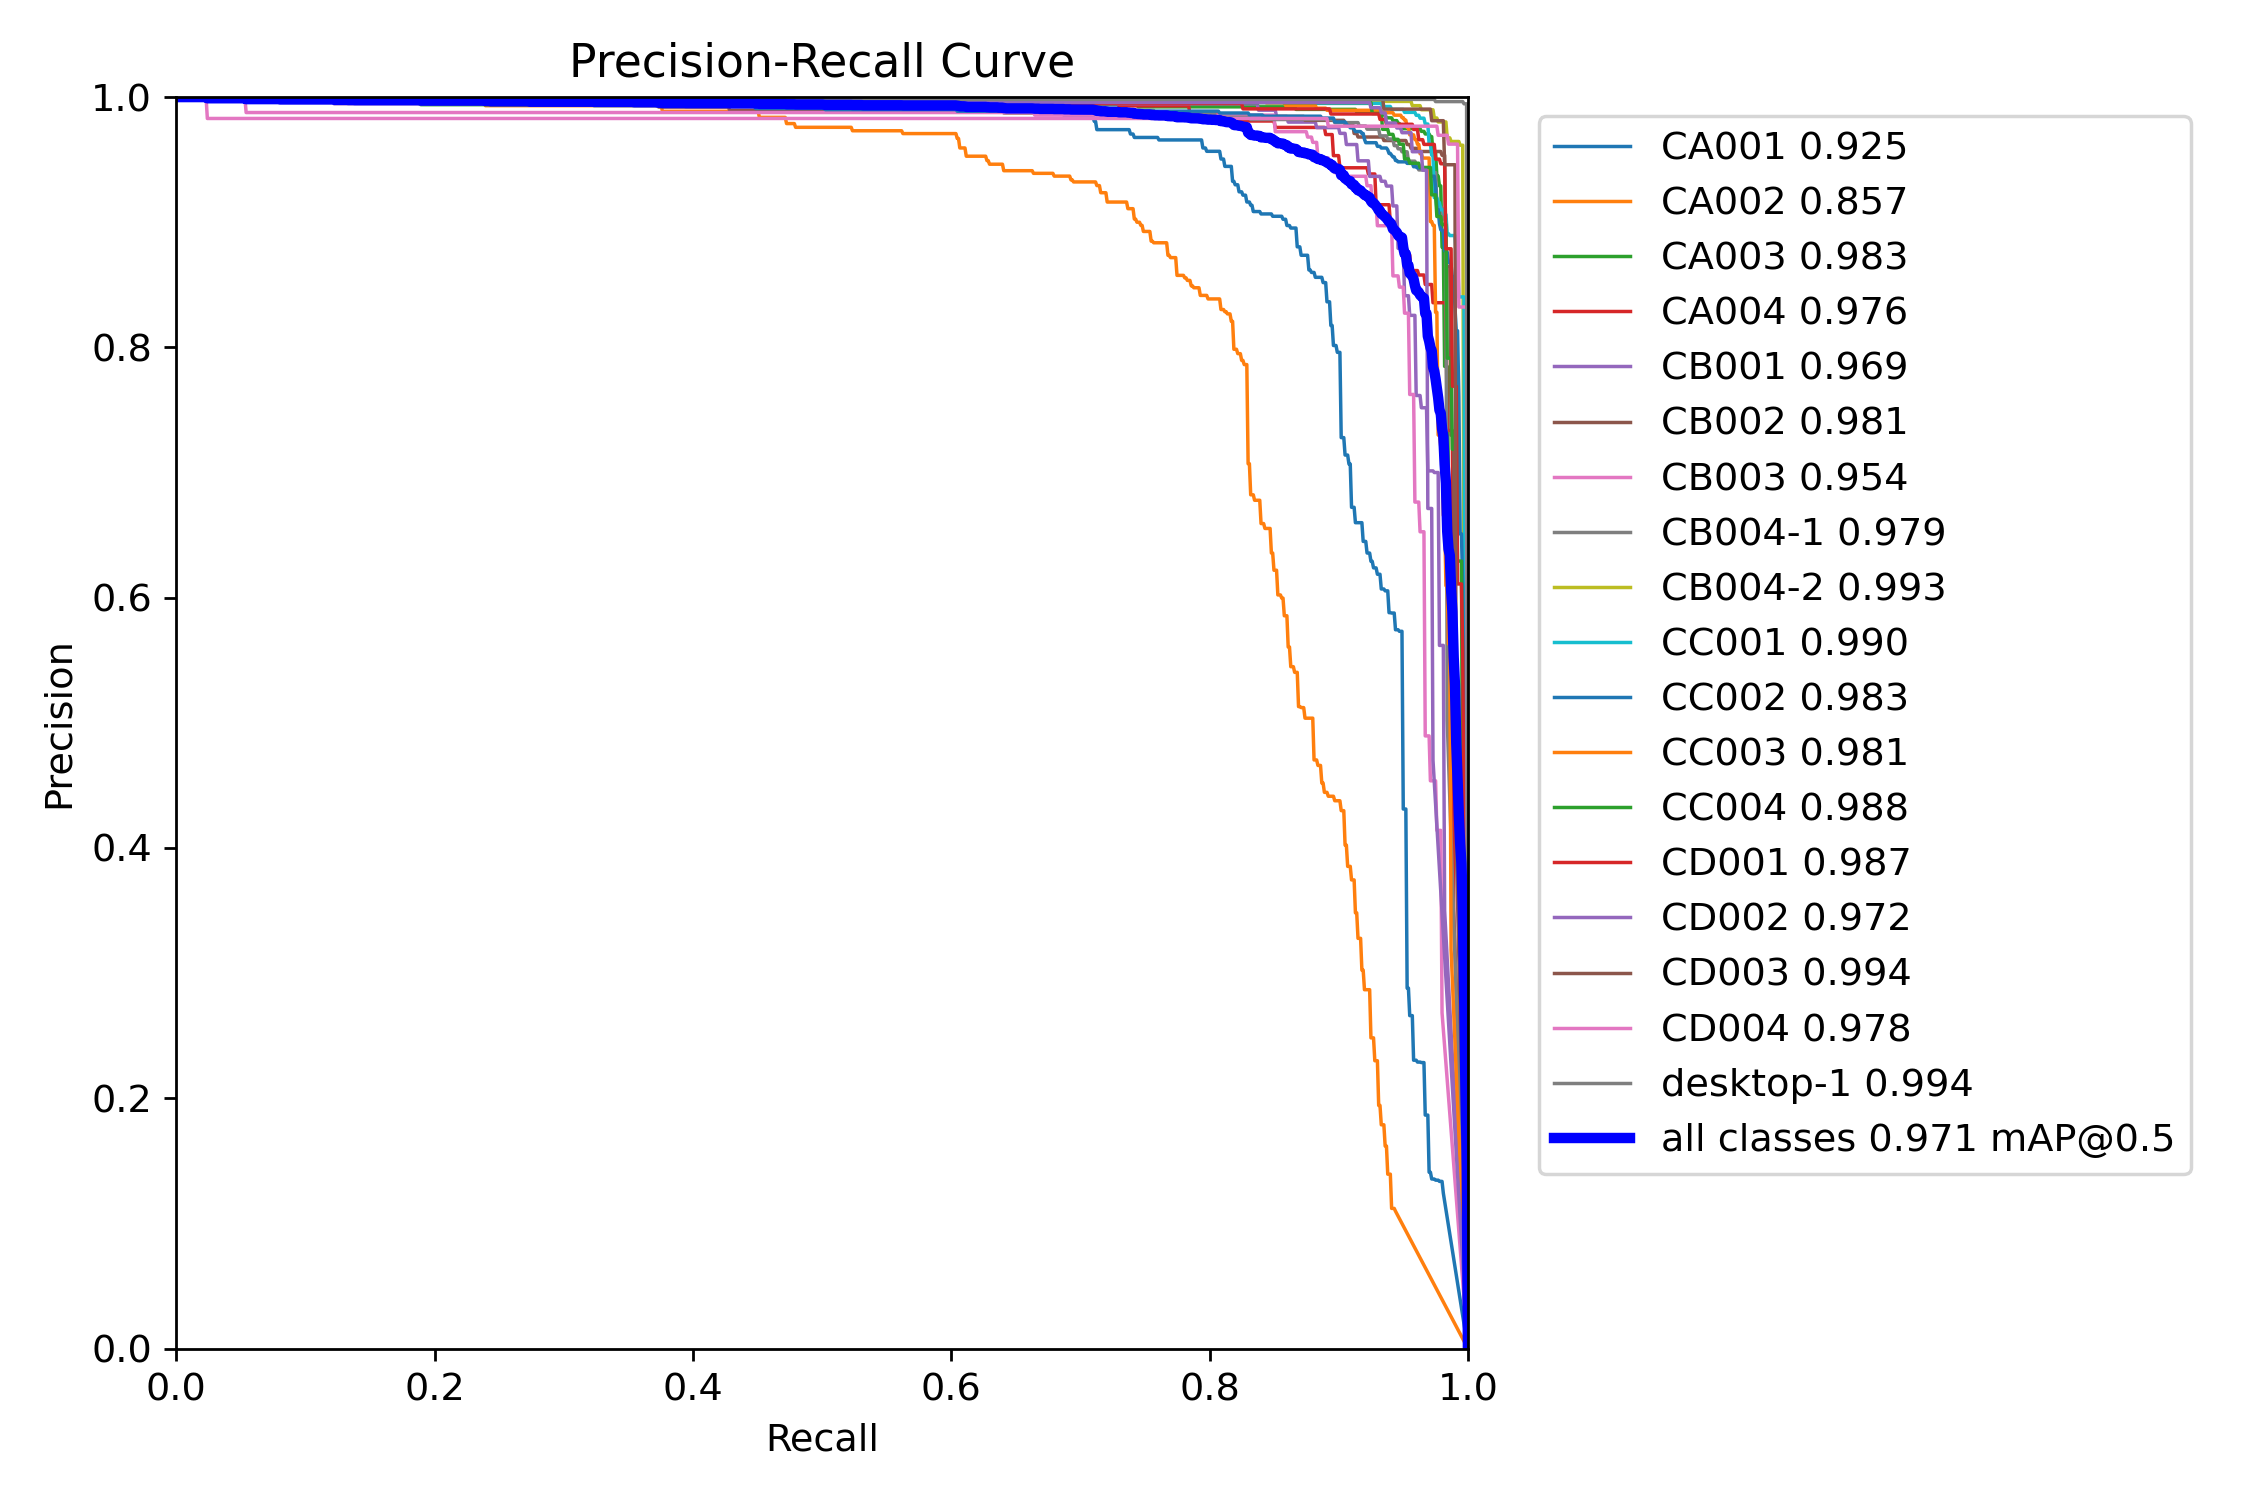 Precision-Recall Curve
1.0
0.8
0.6
0.4
0.2
0.0
Precision
0.0 0.2 0.4 0.6 0.8 1.0
Recall
CA001 0.925
CA002 0.857
CA003 0.983
CA004 0.976
CB001 0.969
CB002 0.981
CB003 0.954
CB004-1 0.979
CB004-2 0.993
CC001 0.990
CC002 0.983
CC003 0.981
CC004 0.988
CD001 0.987
CD002 0.972
CD003 0.994
CD004 0.978
desktop-1 0.994
all classes 0.971 mAP@0.5